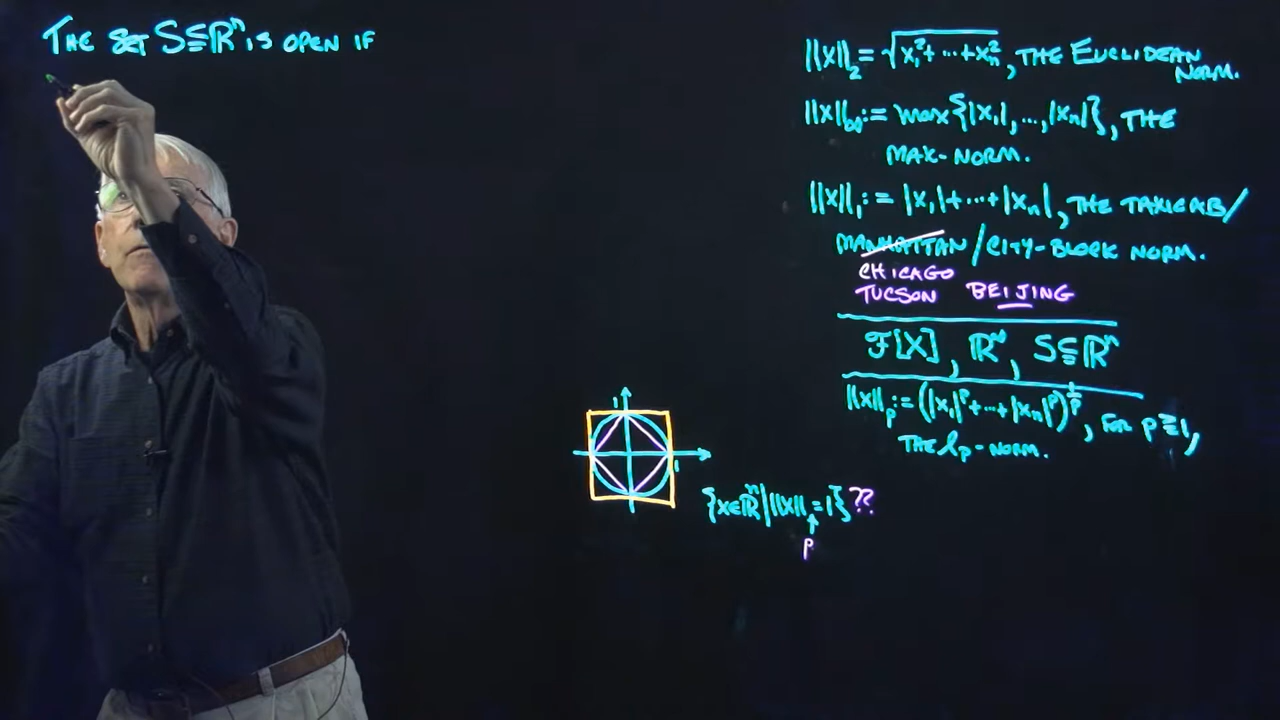 THE SET S⊆ℝⁿ IS OPEN IF
||x||₂ = √(x₁²+⋯+xₙ²), THE EUCLIDEAN
NORM.
||x||∞ := max{|x₁|,…,|xₙ|}, THE
MAX-NORM.
||x||₁ := |x₁|+⋯+|xₙ|, THE TAXICAB/
MANHATTAN/CITY-BLOCK NORM.
CHICAGO
TUCSON BEIJING
ℱ[X], ℝⁿ, S⊆ℝⁿ
||x||ₚ := (|x₁|ᵖ+⋯+|xₙ|ᵖ)^(1/p), FOR p≥1,
THE ℓₚ-NORM.
1
1
{x∈ℝⁿ | ||x||=1}??
p